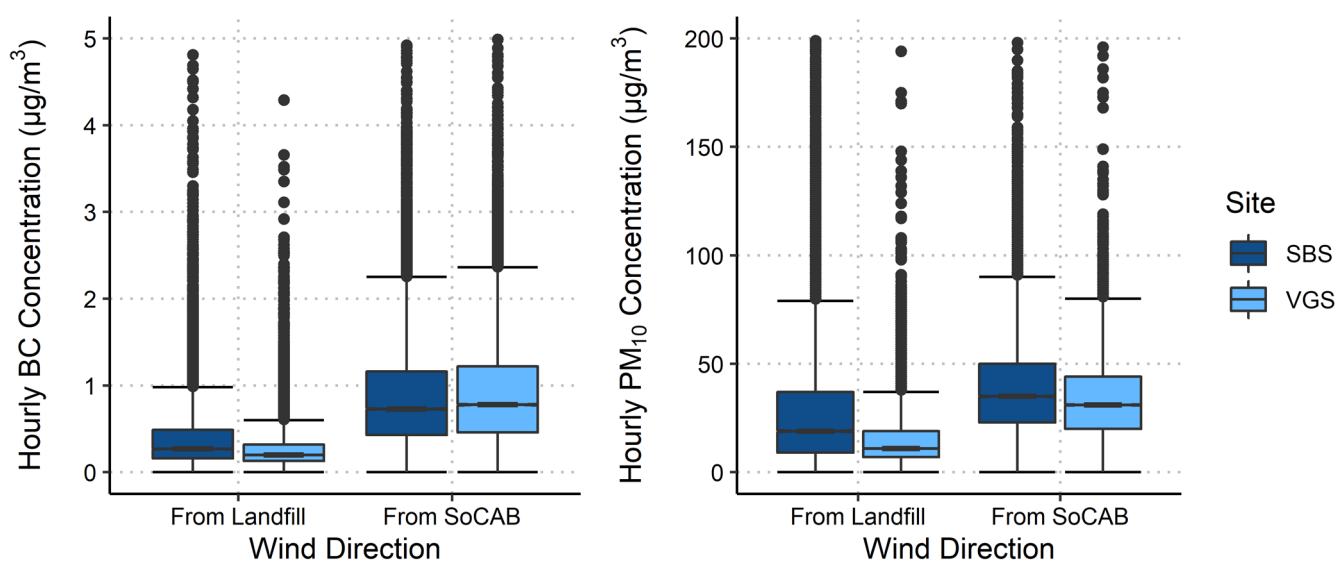 Hourly BC Concentration (µg/m³)
5
4
3
2
1
0
From Landfill
From SoCAB
Wind Direction
Hourly PM₁₀ Concentration (µg/m³)
200
150
100
50
0
From Landfill
From SoCAB
Wind Direction
Site
SBS
VGS